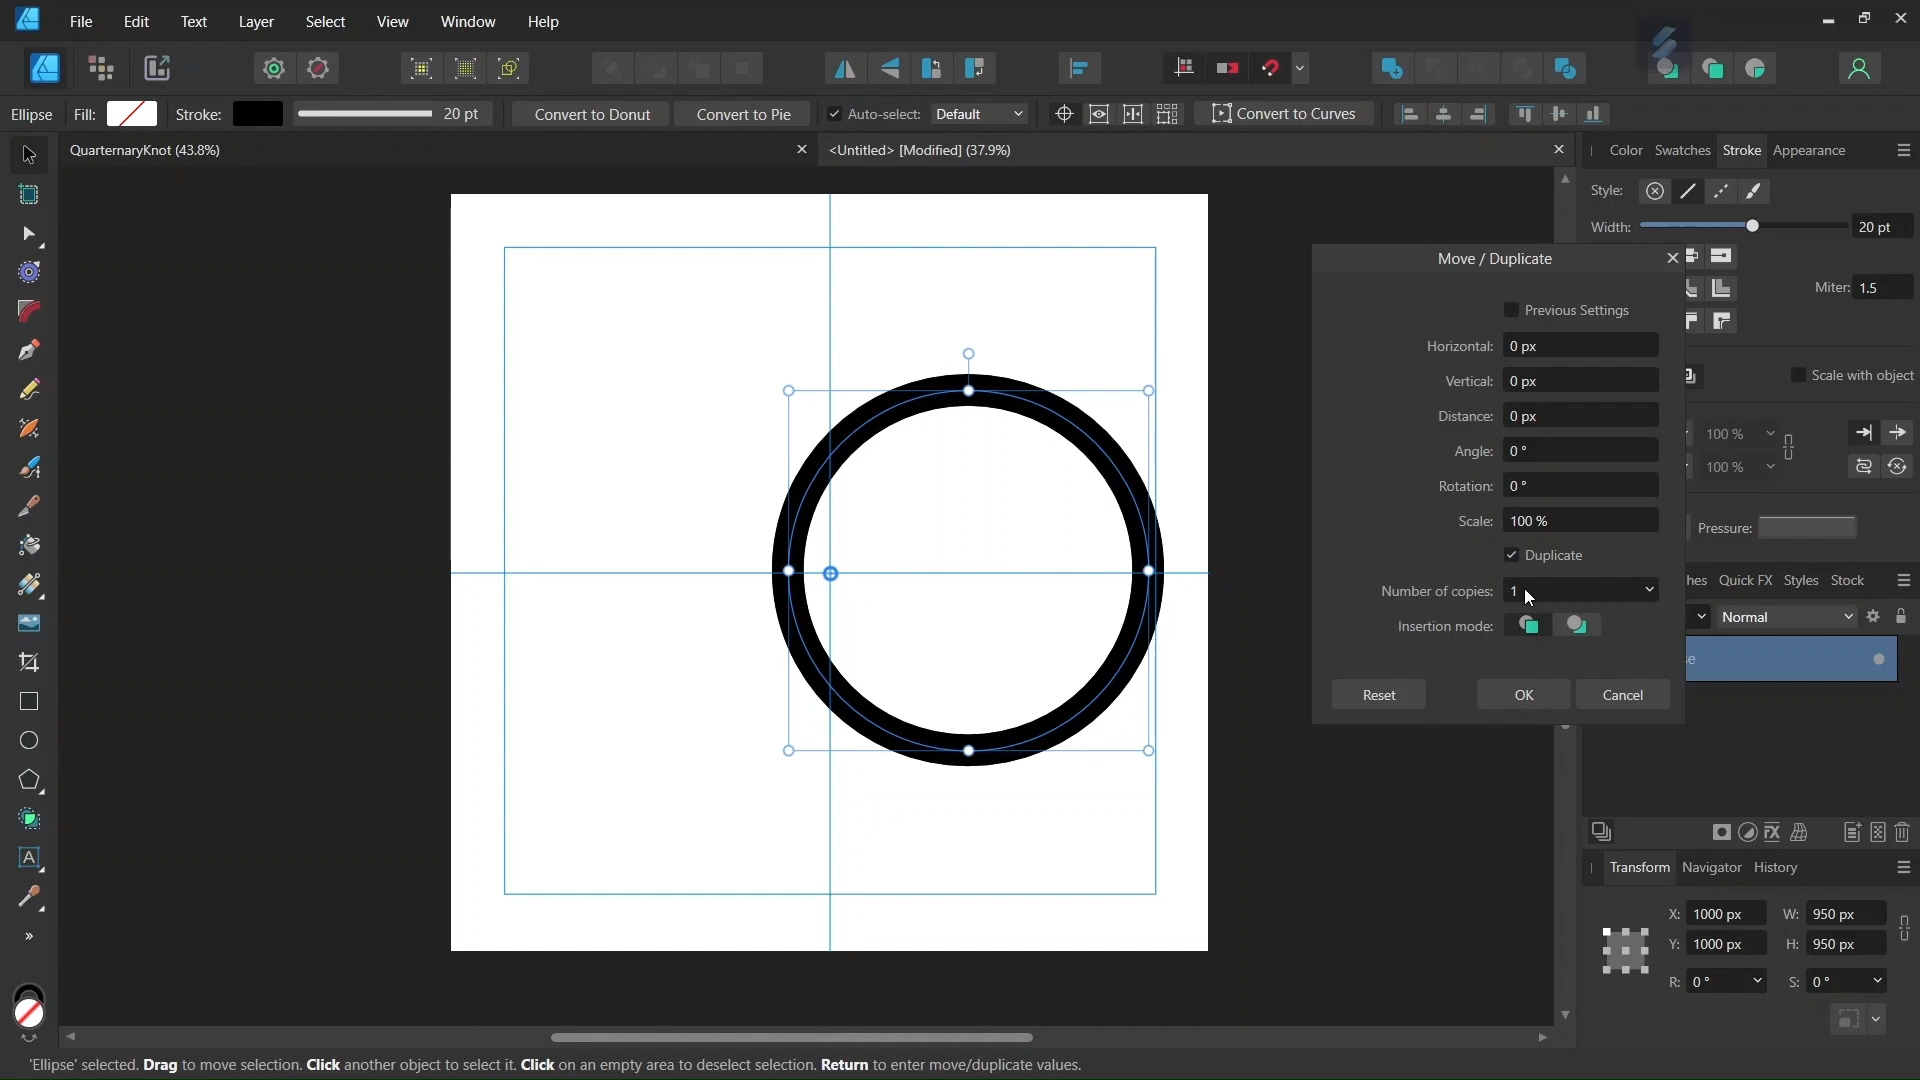 File Edit Text Layer Select View Window Help
Ellipse Fill: Stroke: 20 pt Convert to Donut Convert to Pie Auto-select: Default Convert to Curves
QuarternaryKnot (43.8%)
<Untitled> [Modified] (37.9%)
Color Swatches Stroke Appearance
Style:
Width: 20 pt
Miter: 1.5
Scale with object
100 %
100 %
Pressure:
Move / Duplicate
Previous Settings
Horizontal: 0 px
Vertical: 0 px
Distance: 0 px
Angle: 0 °
Rotation: 0 °
Scale: 100 %
Duplicate
Number of copies: 1
Insertion mode:
Reset OK Cancel
hes Quick FX Styles Stock
Normal
Transform Navigator History
X: 1000 px W: 950 px
Y: 1000 px H: 950 px
R: 0 ° S: 0 °
'Ellipse' selected. Drag to move selection. Click another object to select it. Click on an empty area to deselect selection. Return to enter move/duplicate values.